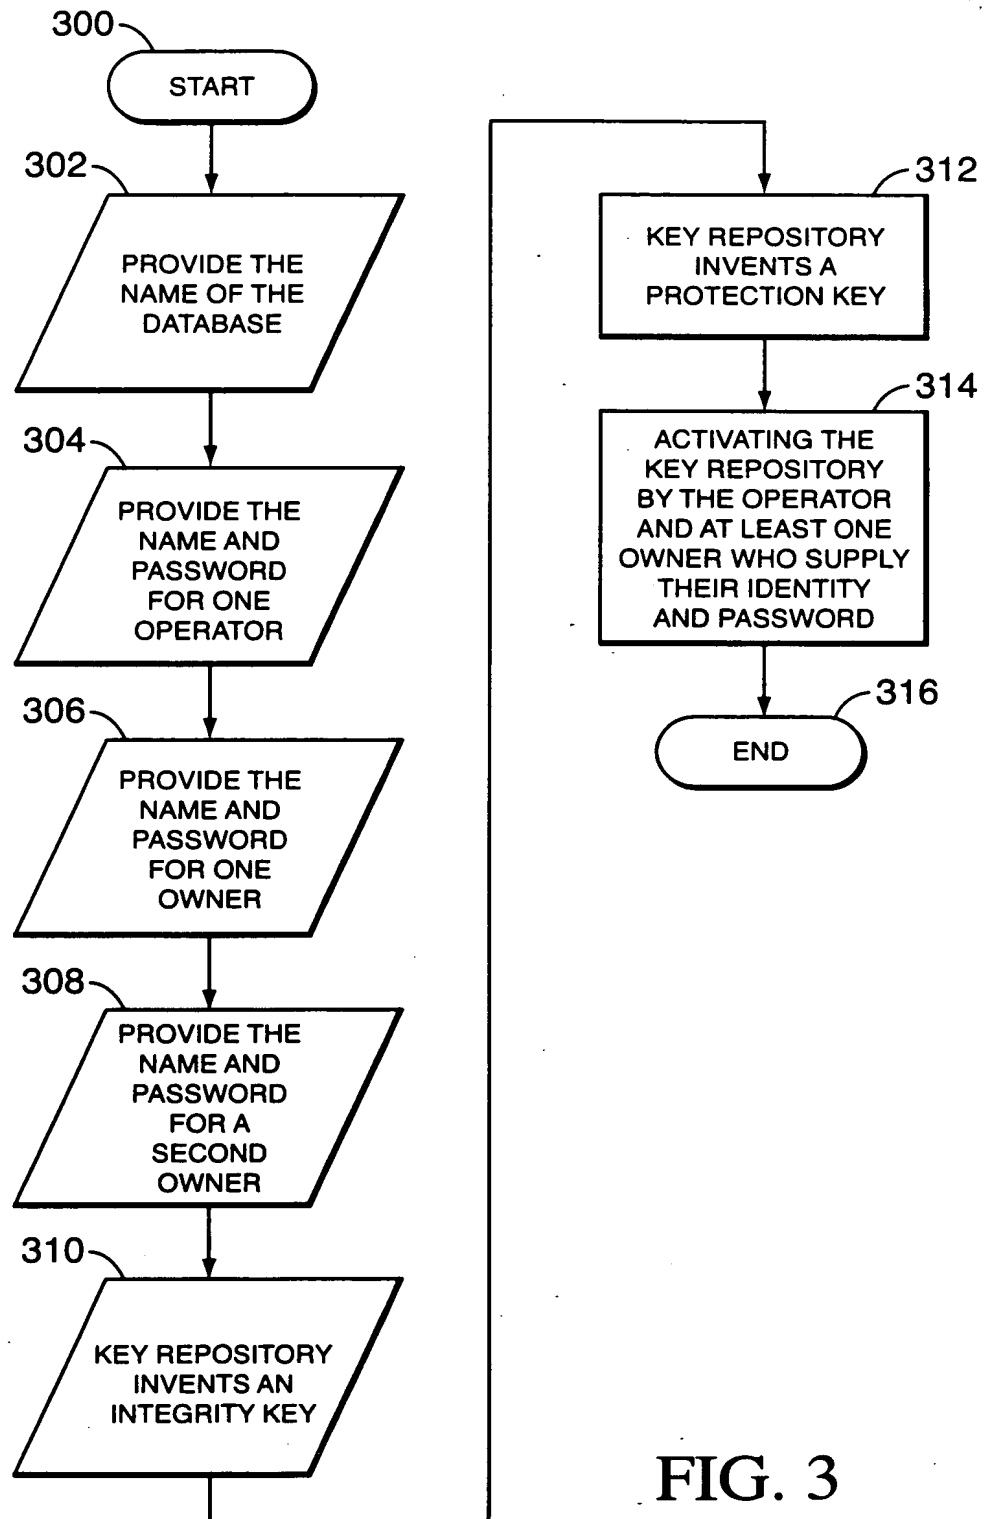 300
START
302
PROVIDE THE
NAME OF THE
DATABASE
304
PROVIDE THE
NAME AND
PASSWORD
FOR ONE
OPERATOR
306
PROVIDE THE
NAME AND
PASSWORD
FOR ONE
OWNER
308
PROVIDE THE
NAME AND
PASSWORD
FOR A
SECOND
OWNER
310
KEY REPOSITORY
INVENTS AN
INTEGRITY KEY
312
KEY REPOSITORY
INVENTS A
PROTECTION KEY
314
ACTIVATING THE
KEY REPOSITORY
BY THE OPERATOR
AND AT LEAST ONE
OWNER WHO SUPPLY
THEIR IDENTITY
AND PASSWORD
316
END
FIG. 3